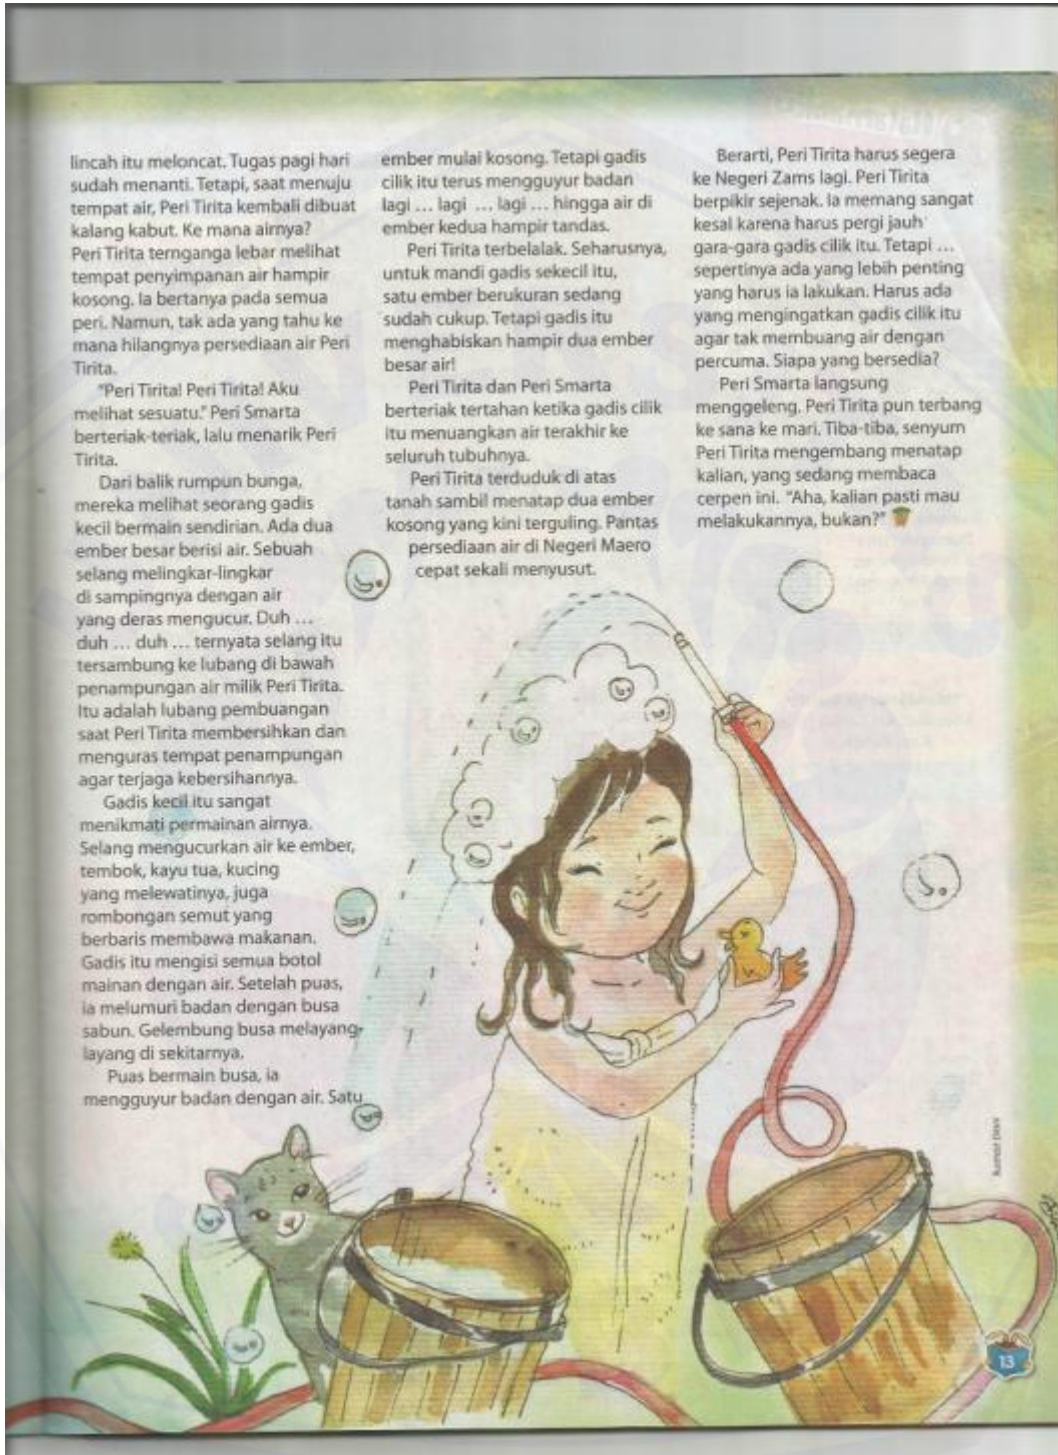 lincah itu meloncat. Tugas pagi hari
sudah menanti. Tetapi, saat menuju
tempat air, Peri Tirita kembali dibuat
kalang kabut. Ke mana airnya?
Peri Tirita ternganga lebar melihat
tempat penyimpanan air hampir
kosong. Ia bertanya pada semua
peri. Namun, tak ada yang tahu ke
mana hilangnya persediaan air Peri
Tirita.
"Peri Tirita! Peri Tirita! Aku
melihat sesuatu." Peri Smarta
berteriak-teriak, lalu menarik Peri
Tirita.
Dari balik rumpun bunga,
mereka melihat seorang gadis
kecil bermain sendirian. Ada dua
ember besar berisi air. Sebuah
selang melingkar-lingkar
di sampingnya dengan air
yang deras mengucur. Duh ...
duh ... duh ... ternyata selang itu
tersambung ke lubang di bawah
penampungan air milik Peri Tirita.
Itu adalah lubang pembuangan
saat Peri Tirita membersihkan dan
menguras tempat penampungan
agar terjaga kebersihannya.
Gadis kecil itu sangat
menikmati permainan airnya.
Selang mengucurkan air ke ember,
tembok, kayu tua, kucing
yang melewatinya, juga
rombongan semut yang
berbaris membawa makanan.
Gadis itu mengisi semua botol
mainan dengan air. Setelah puas,
ia melumuri badan dengan busa
sabun. Gelembung busa melayang-
layang di sekitarnya.
Puas bermain busa, ia
mengguyur badan dengan air. Satu
ember mulai kosong. Tetapi gadis
cilik itu terus mengguyur badan
lagi ... lagi ... lagi ... hingga air di
ember kedua hampir tandas.
Peri Tirita terbelalak. Seharusnya,
untuk mandi gadis sekecil itu,
satu ember berukuran sedang
sudah cukup. Tetapi gadis itu
menghabiskan hampir dua ember
besar air!
Peri Tirita dan Peri Smarta
berteriak tertahan ketika gadis cilik
itu menuangkan air terakhir ke
seluruh tubuhnya.
Peri Tirita terduduk di atas
tanah sambil menatap dua ember
kosong yang kini terguling. Pantas
persediaan air di Negeri Maero
cepat sekali menyusut.
Berarti, Peri Tirita harus segera
ke Negeri Zams lagi. Peri Tirita
berpikir sejenak. Ia memang sangat
kesal karena harus pergi jauh
gara-gara gadis cilik itu. Tetapi ...
sepertinya ada yang lebih penting
yang harus ia lakukan. Harus ada
yang mengingatkan gadis cilik itu
agar tak membuang air dengan
percuma. Siapa yang bersedia?
Peri Smarta langsung
menggeleng. Peri Tirita pun terbang
ke sana ke mari. Tiba-tiba, senyum
Peri Tirita mengembang menatap
kalian, yang sedang membaca
cerpen ini. "Aha, kalian pasti mau
melakukannya, bukan?"
13